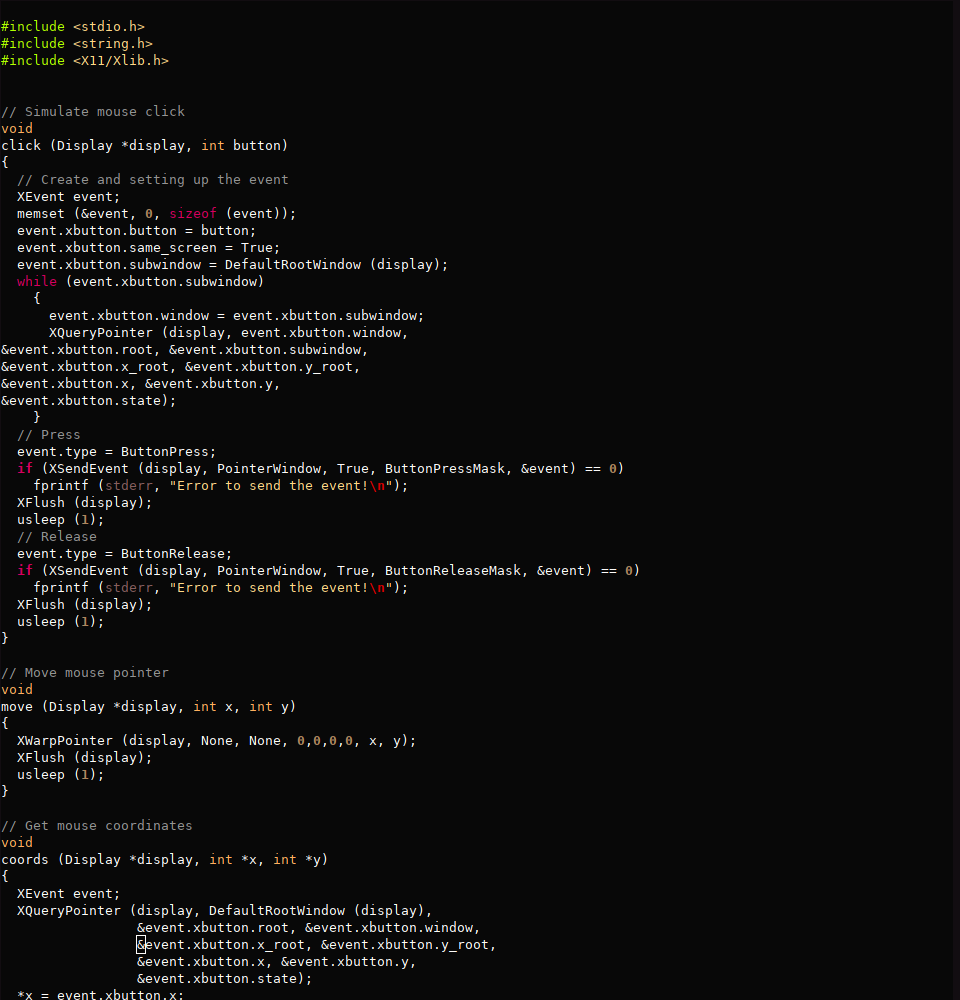 #include <stdio.h>
#include <string.h>
#include <X11/Xlib.h>
// Simulate mouse click
void
click (Display *display, int button)
{
  // Create and setting up the event
  XEvent event;
  memset (&event, 0, sizeof (event));
  event.xbutton.button = button;
  event.xbutton.same_screen = True;
  event.xbutton.subwindow = DefaultRootWindow (display);
  while (event.xbutton.subwindow)
    {
      event.xbutton.window = event.xbutton.subwindow;
      XQueryPointer (display, event.xbutton.window,
&event.xbutton.root, &event.xbutton.subwindow,
&event.xbutton.x_root, &event.xbutton.y_root,
&event.xbutton.x, &event.xbutton.y,
&event.xbutton.state);
    }
  // Press
  event.type = ButtonPress;
  if (XSendEvent (display, PointerWindow, True, ButtonPressMask, &event) == 0)
    fprintf (stderr, "Error to send the event!\n");
  XFlush (display);
  usleep (1);
  // Release
  event.type = ButtonRelease;
  if (XSendEvent (display, PointerWindow, True, ButtonReleaseMask, &event) == 0)
    fprintf (stderr, "Error to send the event!\n");
  XFlush (display);
  usleep (1);
}
// Move mouse pointer
void
move (Display *display, int x, int y)
{
  XWarpPointer (display, None, None, 0,0,0,0, x, y);
  XFlush (display);
  usleep (1);
}
// Get mouse coordinates
void
coords (Display *display, int *x, int *y)
{
  XEvent event;
  XQueryPointer (display, DefaultRootWindow (display),
                 &event.xbutton.root, &event.xbutton.window,
                 &event.xbutton.x_root, &event.xbutton.y_root,
                 &event.xbutton.x, &event.xbutton.y,
                 &event.xbutton.state);
  *x = event.xbutton.x;